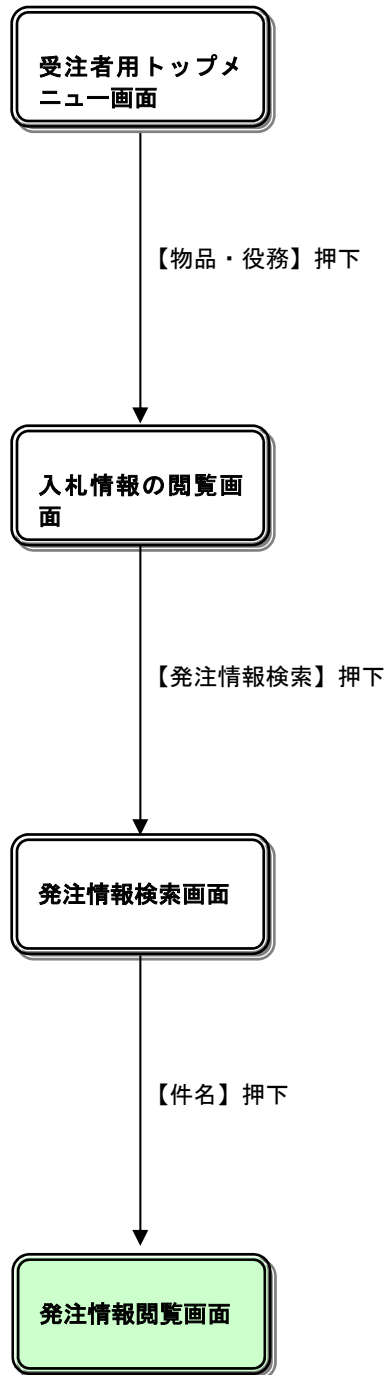 受注者用トップメ
ニュー画面
【物品・役務】押下
入札情報の閲覧画
面
【発注情報検索】押下
発注情報検索画面
【件名】押下
発注情報閲覧画面